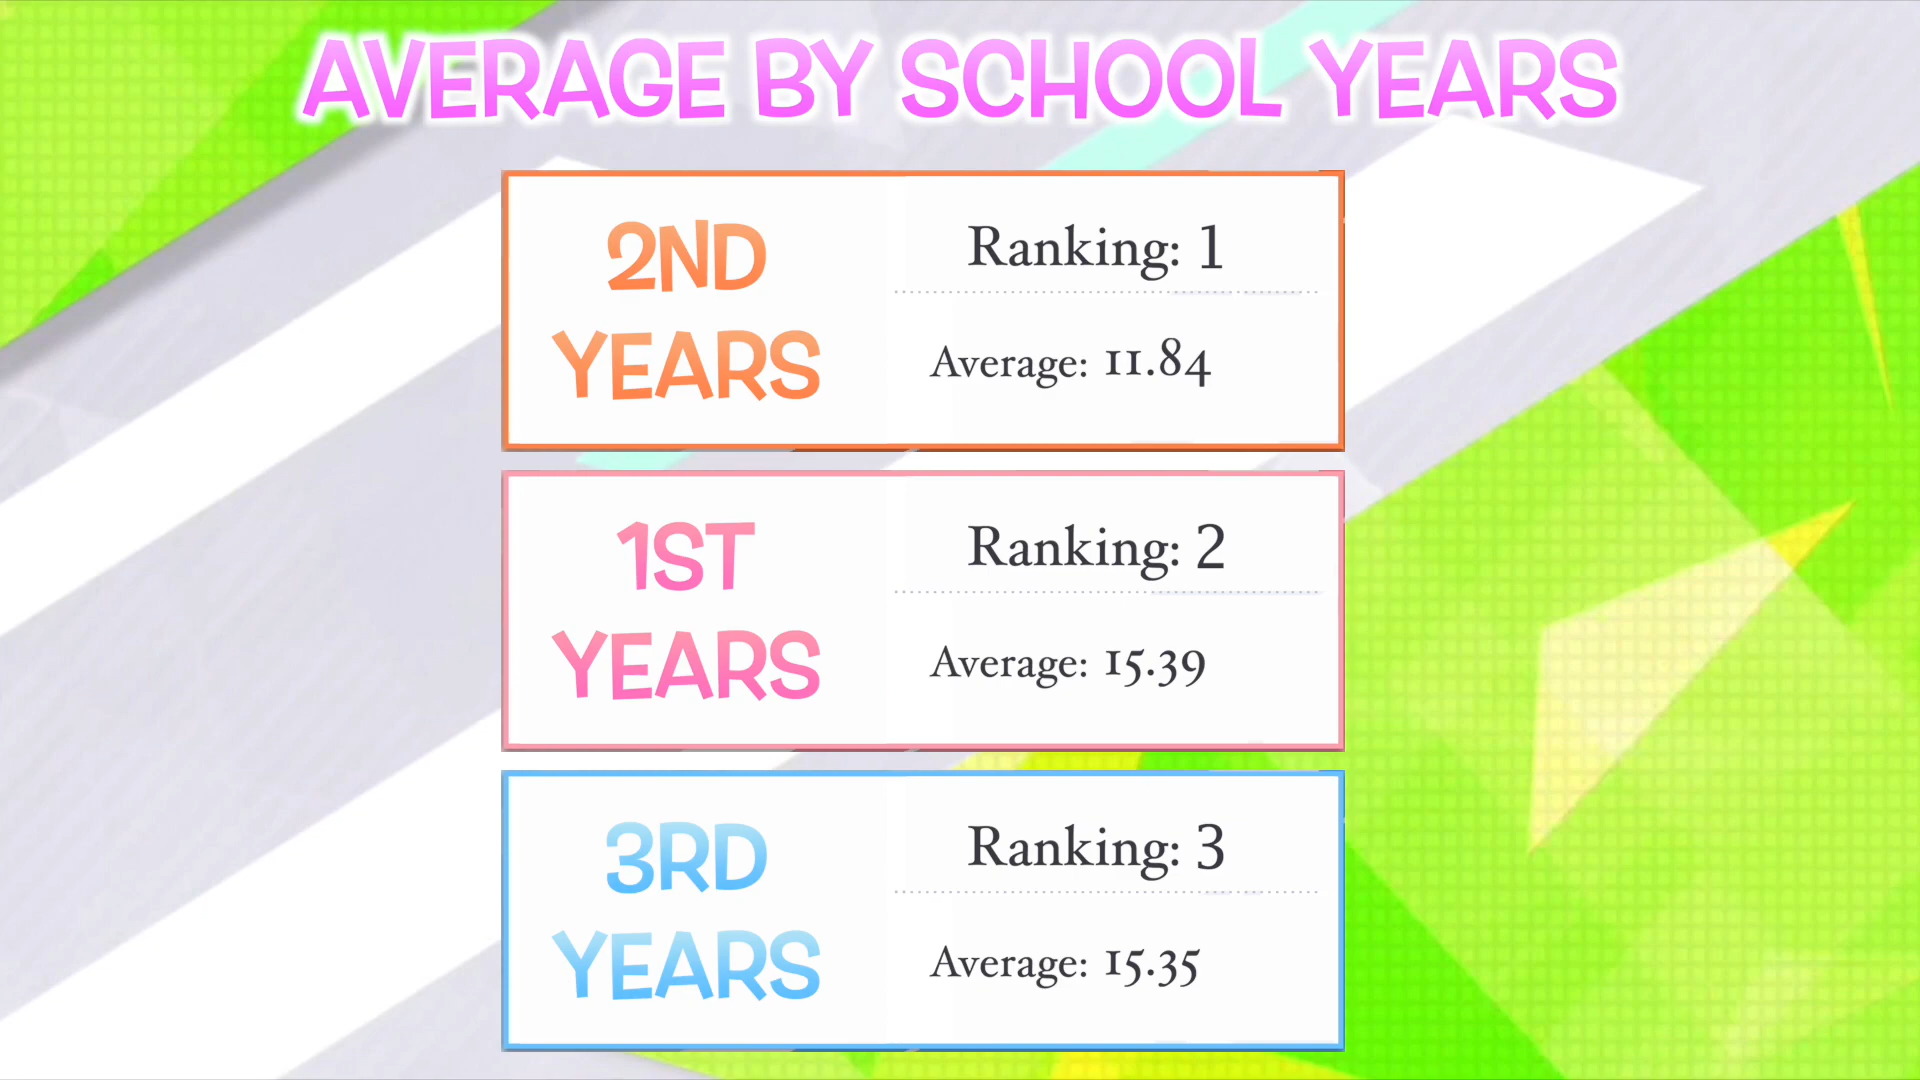 AVERAGE BY SCHOOL YEARS
2ND
YEARS
Ranking: 1
Average: 11.84
1ST
YEARS
Ranking: 2
Average: 15.39
3RD
YEARS
Ranking: 3
Average: 15.35